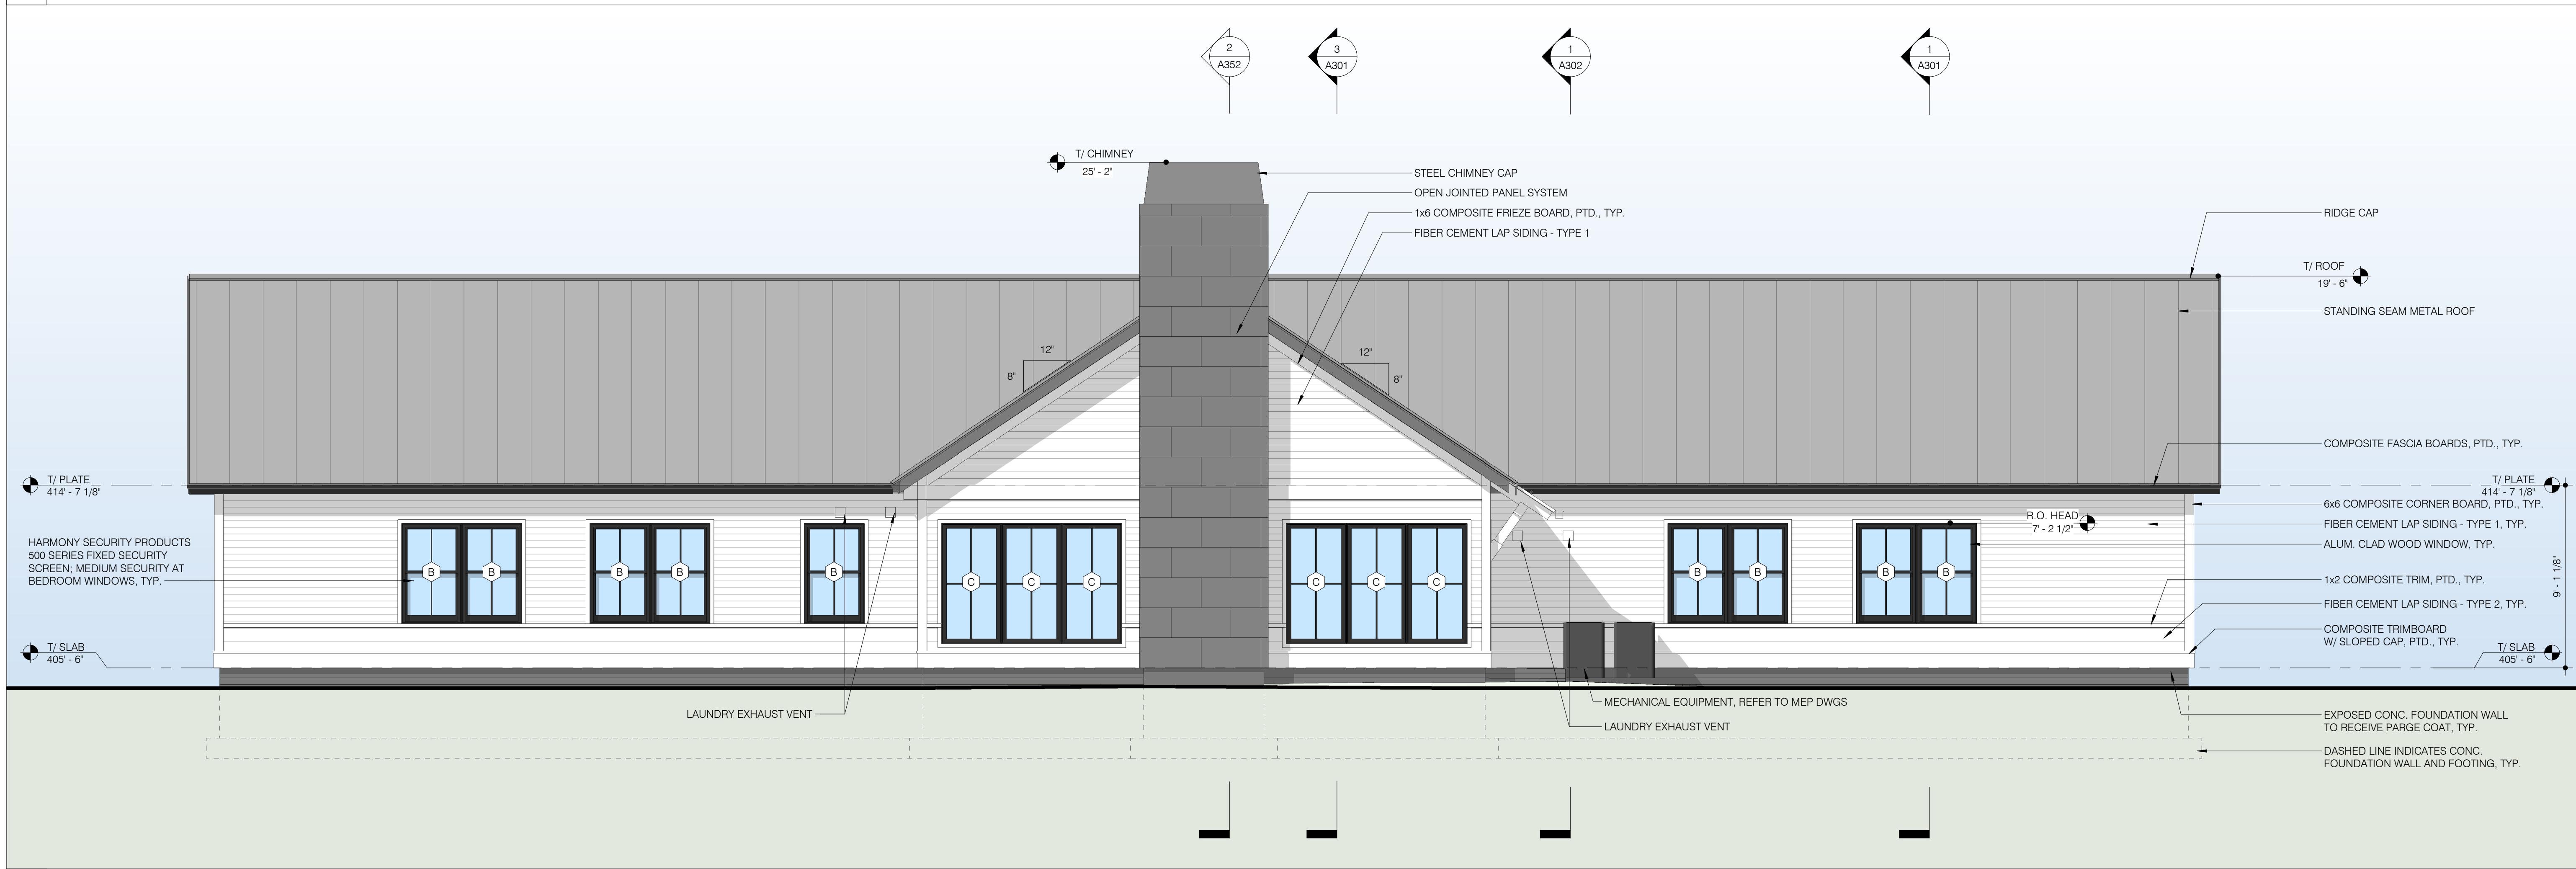 2
A352
3
A301
1
A302
1
A301
T/ CHIMNEY
25' - 2"
STEEL CHIMNEY CAP
OPEN JOINTED PANEL SYSTEM
1x6 COMPOSITE FRIEZE BOARD, PTD., TYP.
FIBER CEMENT LAP SIDING - TYPE 1
RIDGE CAP
T/ ROOF
19' - 6"
STANDING SEAM METAL ROOF
12"
8"
12"
8"
COMPOSITE FASCIA BOARDS, PTD., TYP.
T/ PLATE
414' - 7 1/8"
T/ PLATE
414' - 7 1/8"
6x6 COMPOSITE CORNER BOARD, PTD., TYP.
R.O. HEAD
7' - 2 1/2"
FIBER CEMENT LAP SIDING - TYPE 1, TYP.
ALUM. CLAD WOOD WINDOW, TYP.
HARMONY SECURITY PRODUCTS
500 SERIES FIXED SECURITY
SCREEN; MEDIUM SECURITY AT
BEDROOM WINDOWS, TYP.
B
B
B
B
B
C
C
C
C
C
C
B
B
B
B
1x2 COMPOSITE TRIM, PTD., TYP.
9' - 1 1/8"
FIBER CEMENT LAP SIDING - TYPE 2, TYP.
COMPOSITE TRIMBOARD
W/ SLOPED CAP, PTD., TYP.
T/ SLAB
405' - 6"
T/ SLAB
405' - 6"
MECHANICAL EQUIPMENT, REFER TO MEP DWGS
LAUNDRY EXHAUST VENT
LAUNDRY EXHAUST VENT
EXPOSED CONC. FOUNDATION WALL
TO RECEIVE PARGE COAT, TYP.
DASHED LINE INDICATES CONC.
FOUNDATION WALL AND FOOTING, TYP.